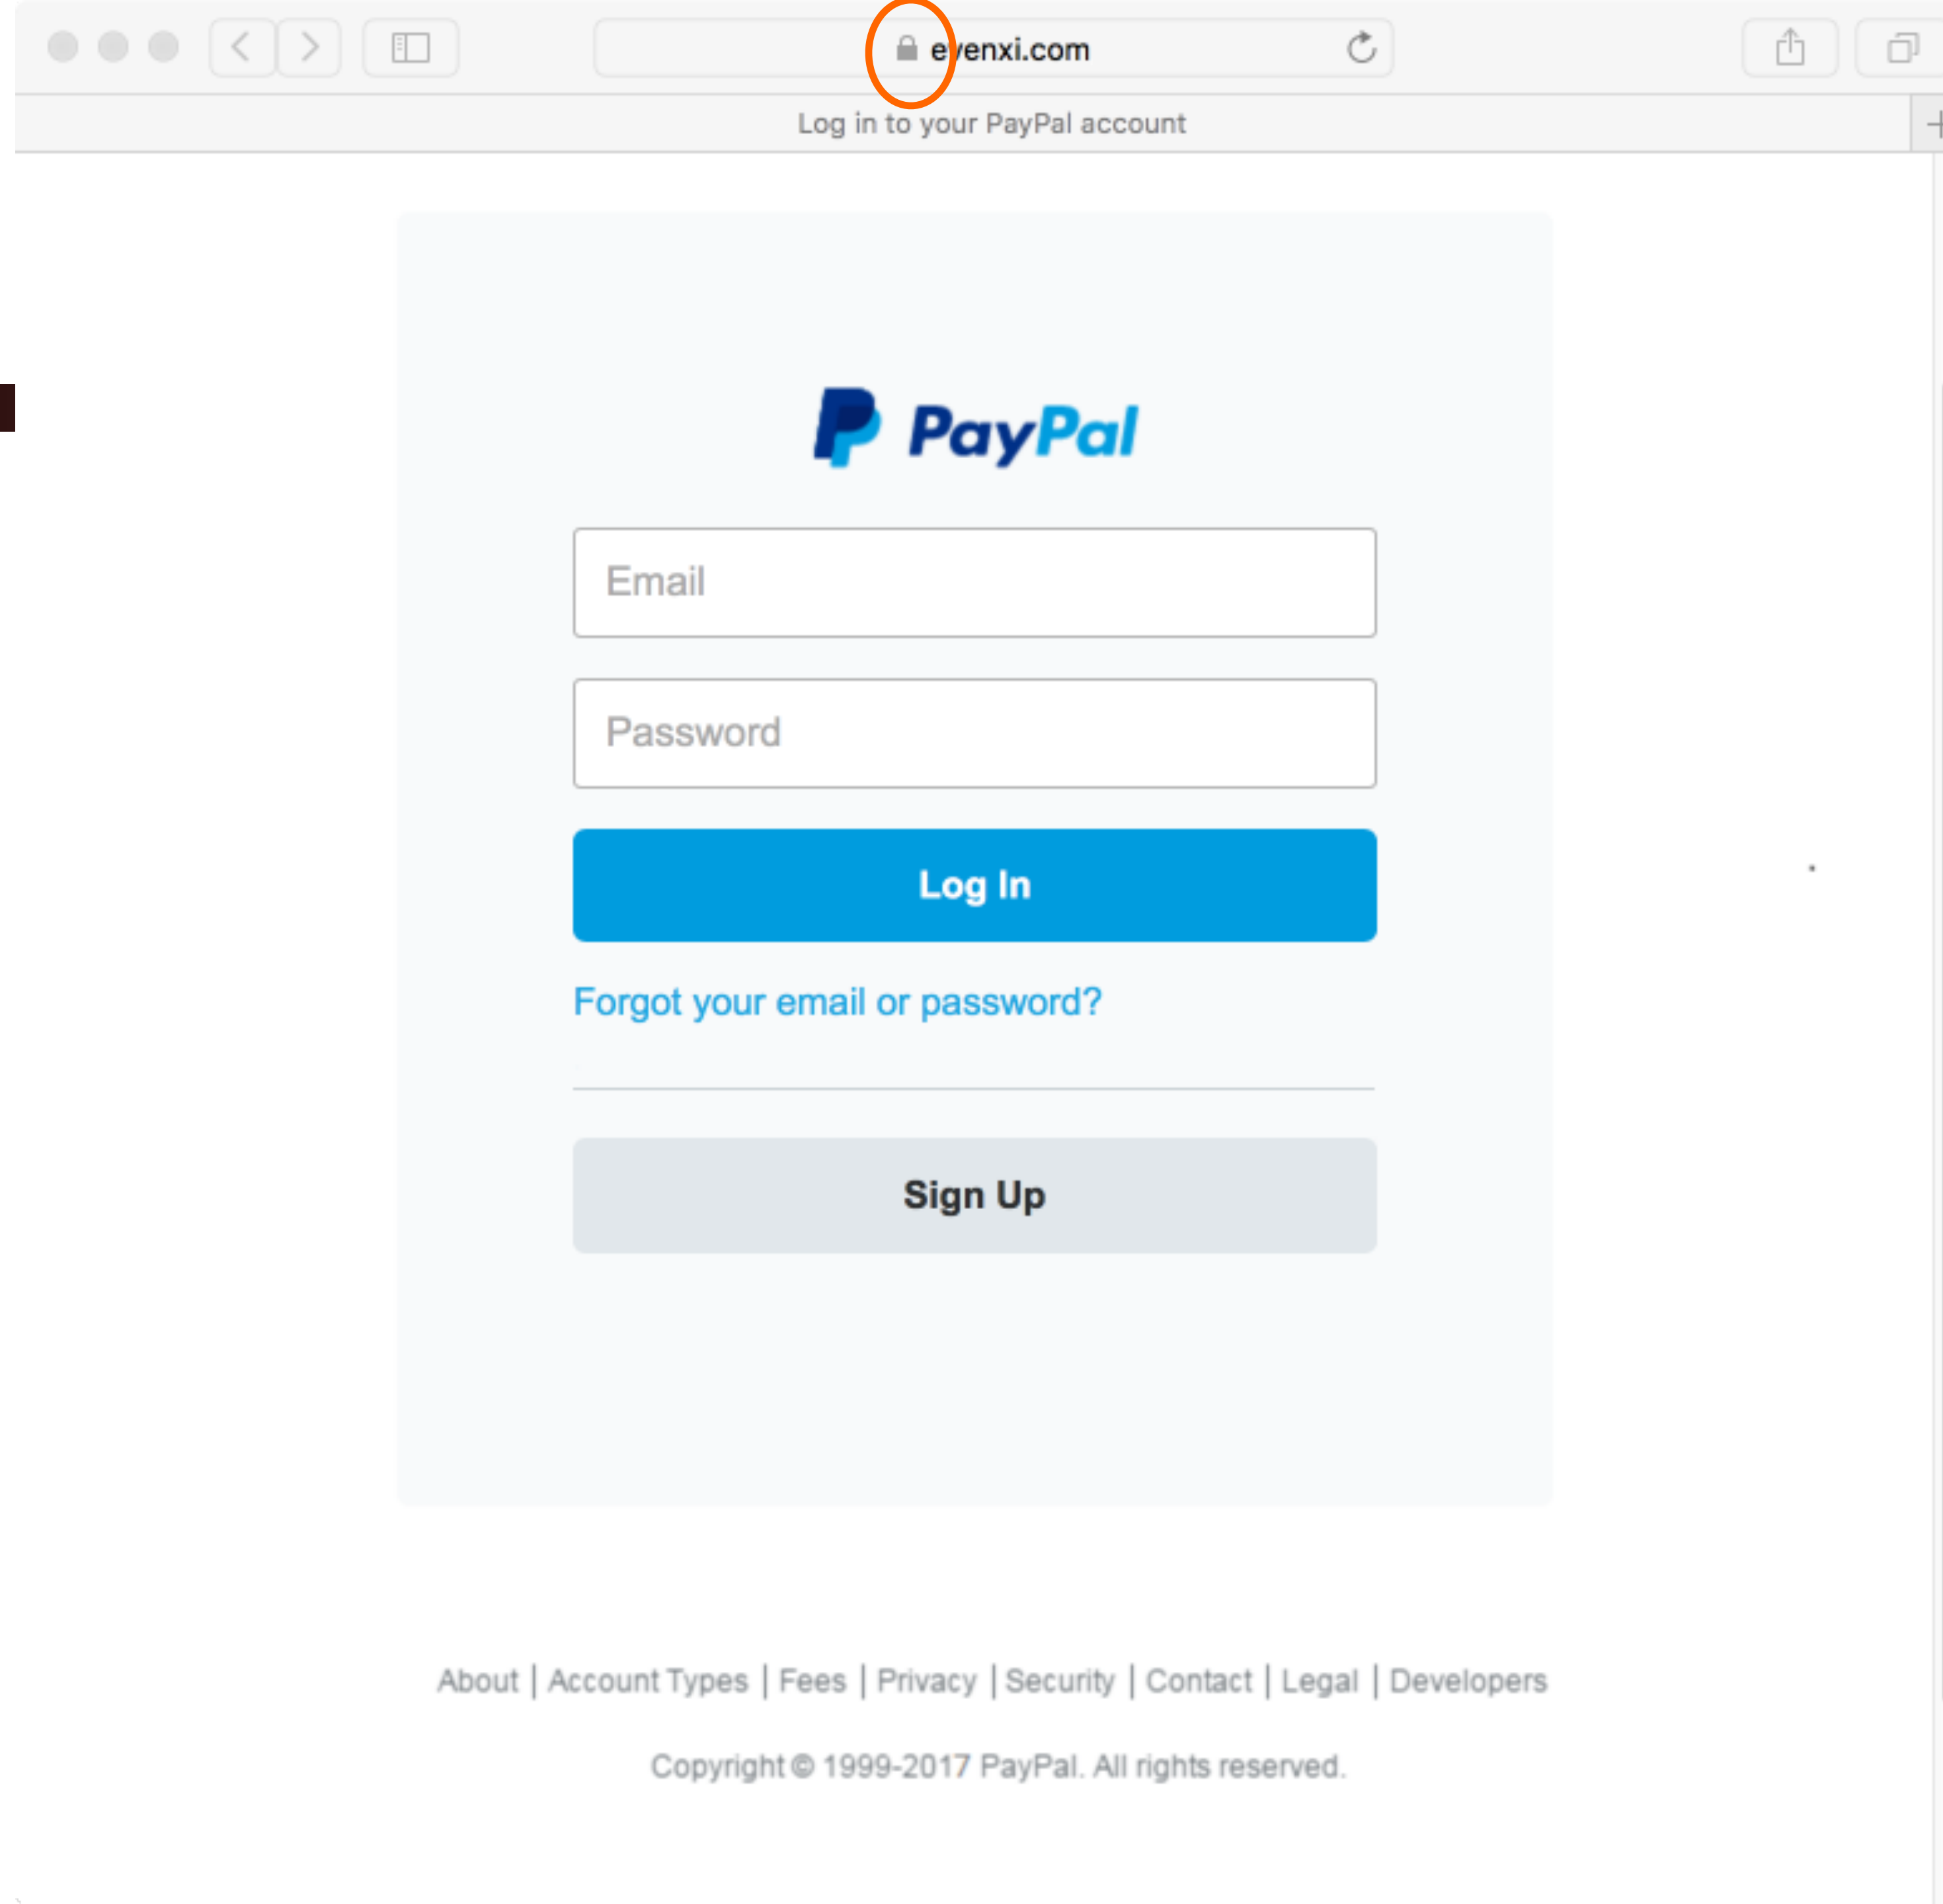 evenxi.com
Log in to your PayPal account
PayPal
Email
Password
Log In
Forgot your email or password?
Sign Up
About | Account Types | Fees | Privacy | Security | Contact | Legal | Developers
Copyright © 1999-2017 PayPal. All rights reserved.